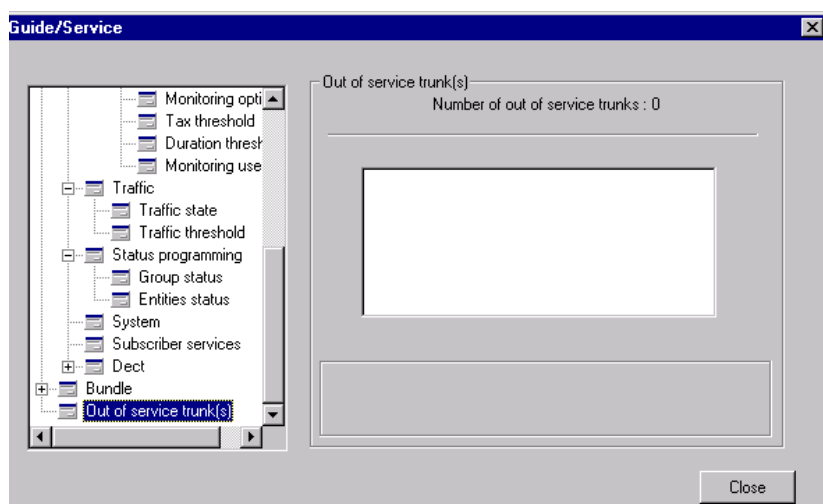 Guide/Service
Monitoring opti
Tax threshold
Duration thresh
Monitoring use
Traffic
Traffic state
Traffic threshold
Status programming
Group status
Entities status
System
Subscriber services
Dect
Bundle
Out of service trunk(s)
Out of service trunk(s)
Number of out of service trunks : 0
Close